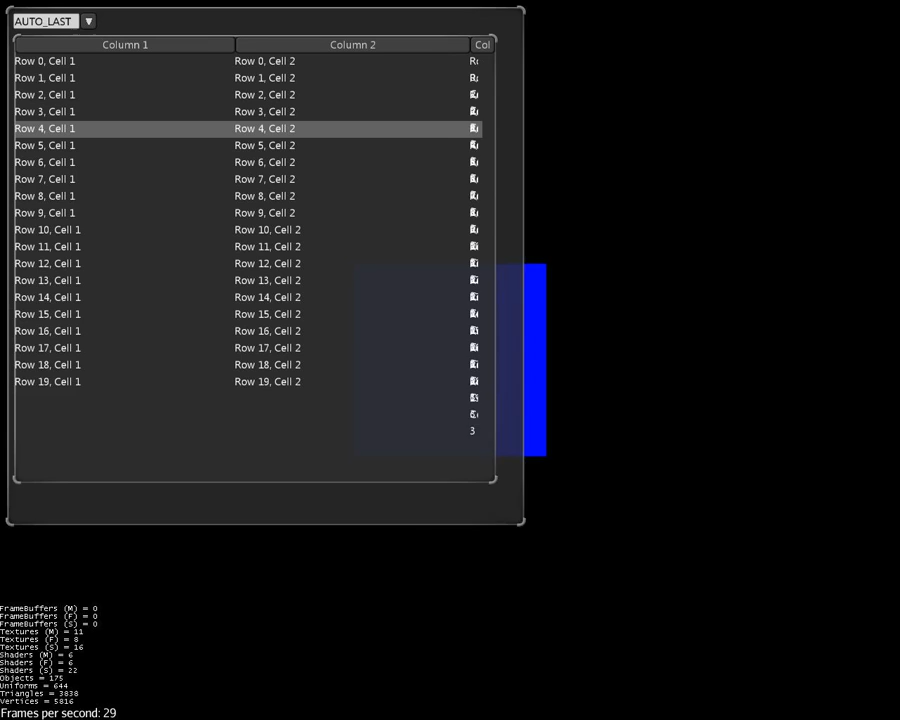 AUTO_LAST
Column 1 Column 2 Col
Row 0, Cell 1 Row 0, Cell 2
Row 1, Cell 1 Row 1, Cell 2
Row 2, Cell 1 Row 2, Cell 2
Row 3, Cell 1 Row 3, Cell 2
Row 4, Cell 1 Row 4, Cell 2
Row 5, Cell 1 Row 5, Cell 2
Row 6, Cell 1 Row 6, Cell 2
Row 7, Cell 1 Row 7, Cell 2
Row 8, Cell 1 Row 8, Cell 2
Row 9, Cell 1 Row 9, Cell 2
Row 10, Cell 1 Row 10, Cell 2
Row 11, Cell 1 Row 11, Cell 2
Row 12, Cell 1 Row 12, Cell 2
Row 13, Cell 1 Row 13, Cell 2
Row 14, Cell 1 Row 14, Cell 2
Row 15, Cell 1 Row 15, Cell 2
Row 16, Cell 1 Row 16, Cell 2
Row 17, Cell 1 Row 17, Cell 2
Row 18, Cell 1 Row 18, Cell 2
Row 19, Cell 1 Row 19, Cell 2
3
FrameBuffers (M) = 0
FrameBuffers (F) = 0
FrameBuffers (S) = 0
Textures (M) = 11
Textures (F) = 8
Textures (S) = 16
Shaders (M) = 6
Shaders (F) = 6
Shaders (S) = 22
Objects = 175
Uniforms = 644
Triangles = 3838
Vertices = 5816
Frames per second: 29